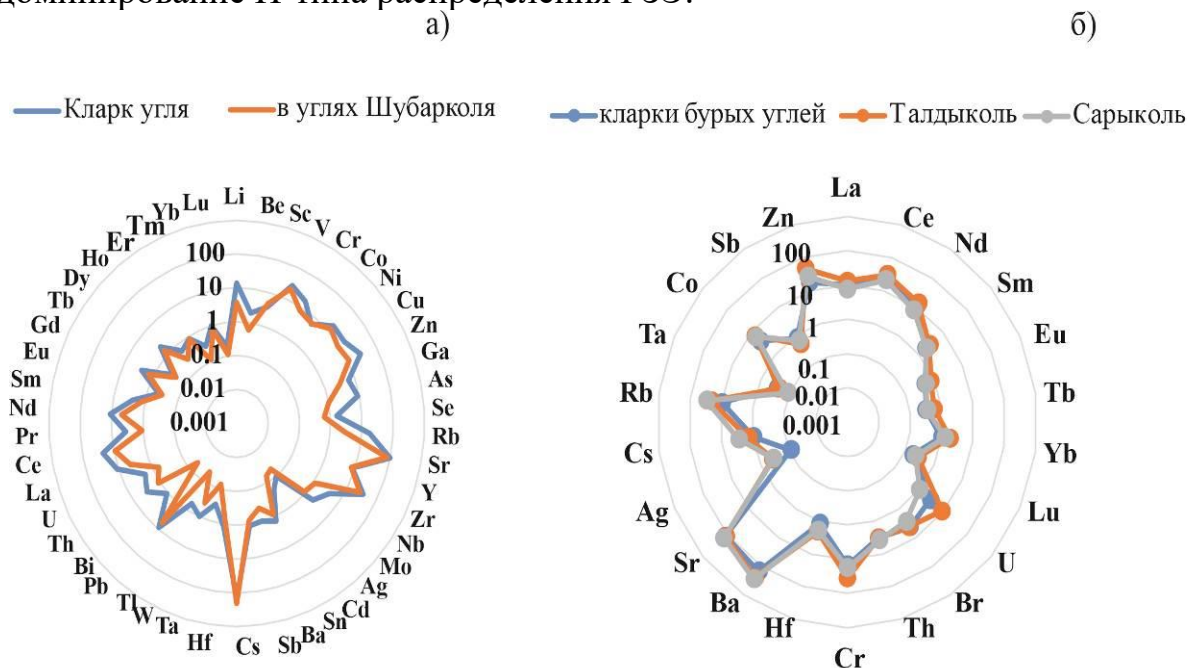 доминирование Н-типа распределения РЗЭ.
а)
б)
Кларк угля
в углях Шубарколя
кларки бурых углей
Талдыколь
Сарыколь
Li
Be
Sc
V
Cr
Co
Ni
Cu
Zn
Ga
As
Se
Rb
Sr
Y
Zr
Nb
Mo
Ag
Cd
Sn
Ba
Sb
Cs
Hf
Ta
W
Tl
Pb
Bi
Th
U
La
Ce
Pr
Nd
Sm
Eu
Gd
Tb
Dy
Ho
Er
Tm
Yb
Lu
100
10
1
0.1
0.01
0.001
La
Ce
Nd
Sm
Eu
Tb
Yb
Lu
U
Br
Th
Cr
Hf
Ba
Sr
Ag
Cs
Rb
Ta
Co
Sb
Zn
100
10
1
0.1
0.01
0.001